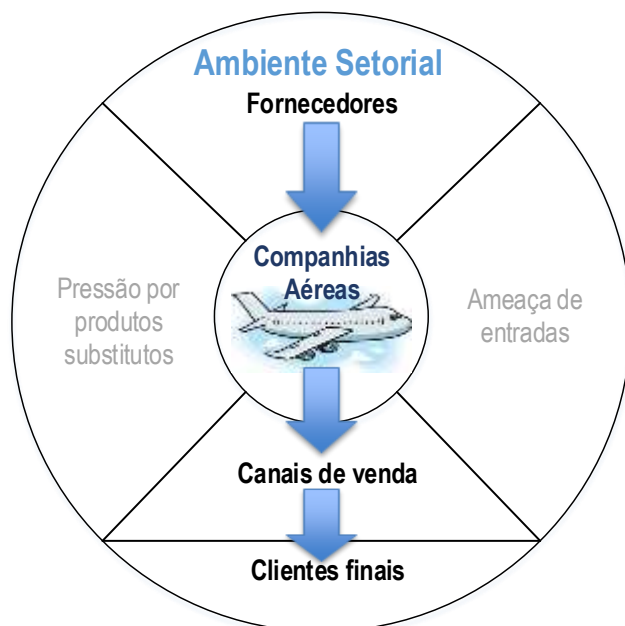 Ambiente Setorial
Fornecedores
Companhias
Aéreas
Pressão por
produtos
substitutos
Ameaça de
entradas
Canais de venda
Clientes finais